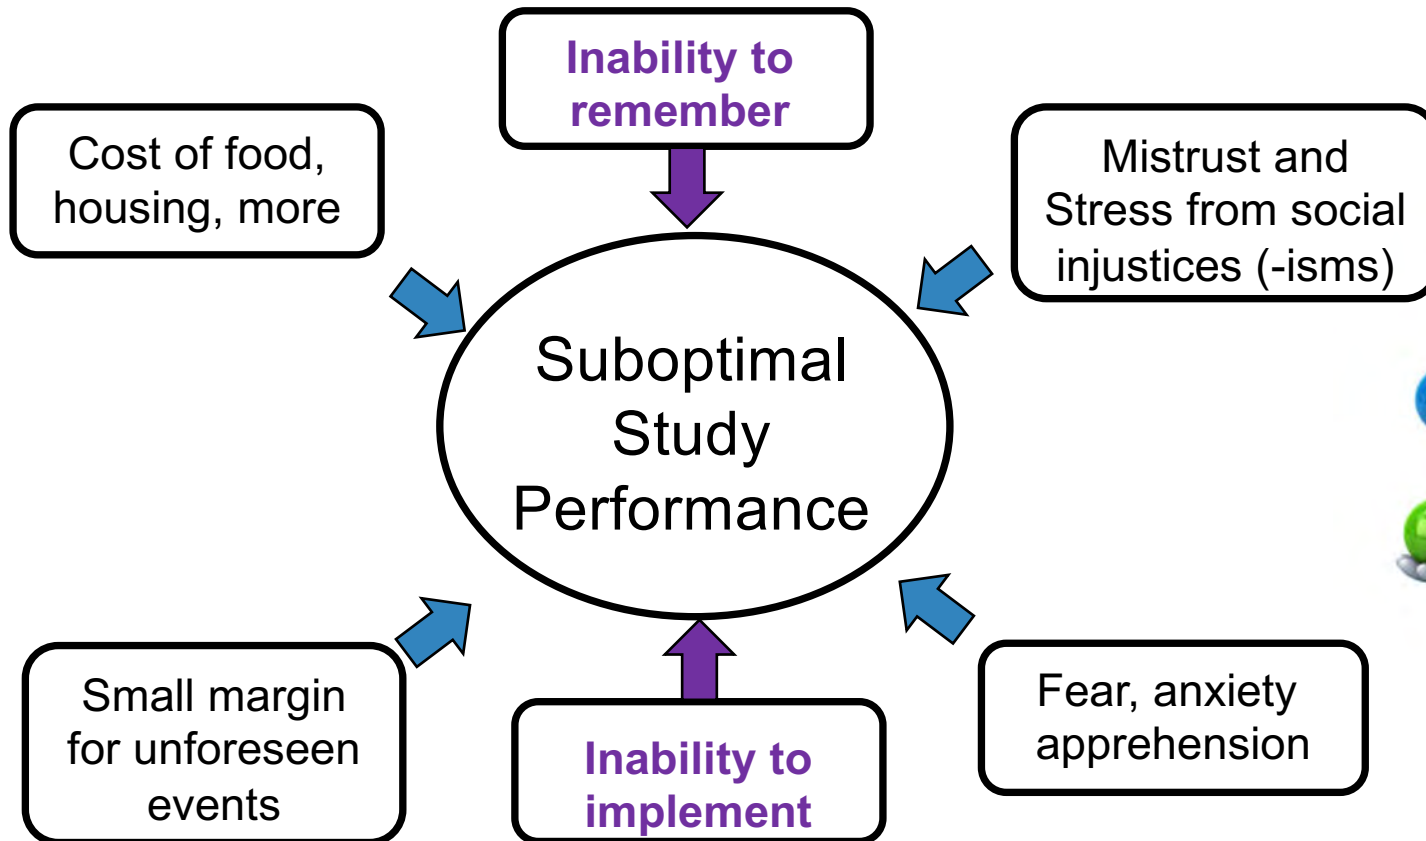 Inability to
remember
Cost of food,
housing, more
Mistrust and
Stress from social
injustices (-isms)
Suboptimal
Study
Performance
Small margin
for unforeseen
events
Inability to
implement
Fear, anxiety
apprehension